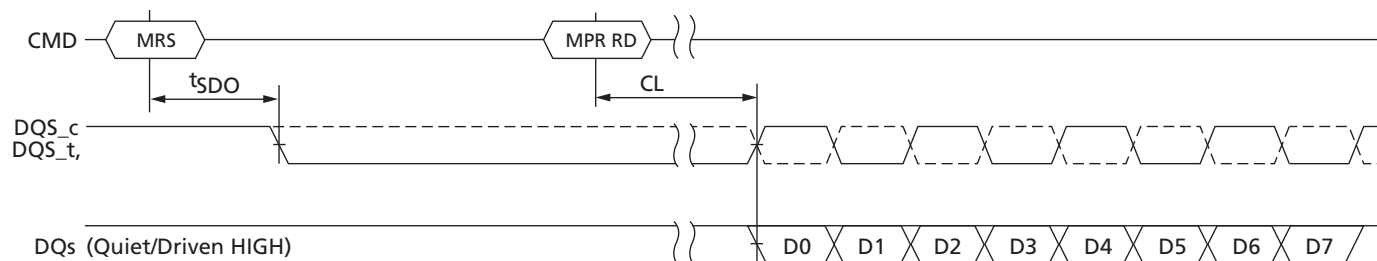 CMD MRS MPR RD
tSDO CL
DQS_c
DQS_t,
DQs (Quiet/Driven HIGH) D0 D1 D2 D3 D4 D5 D6 D7